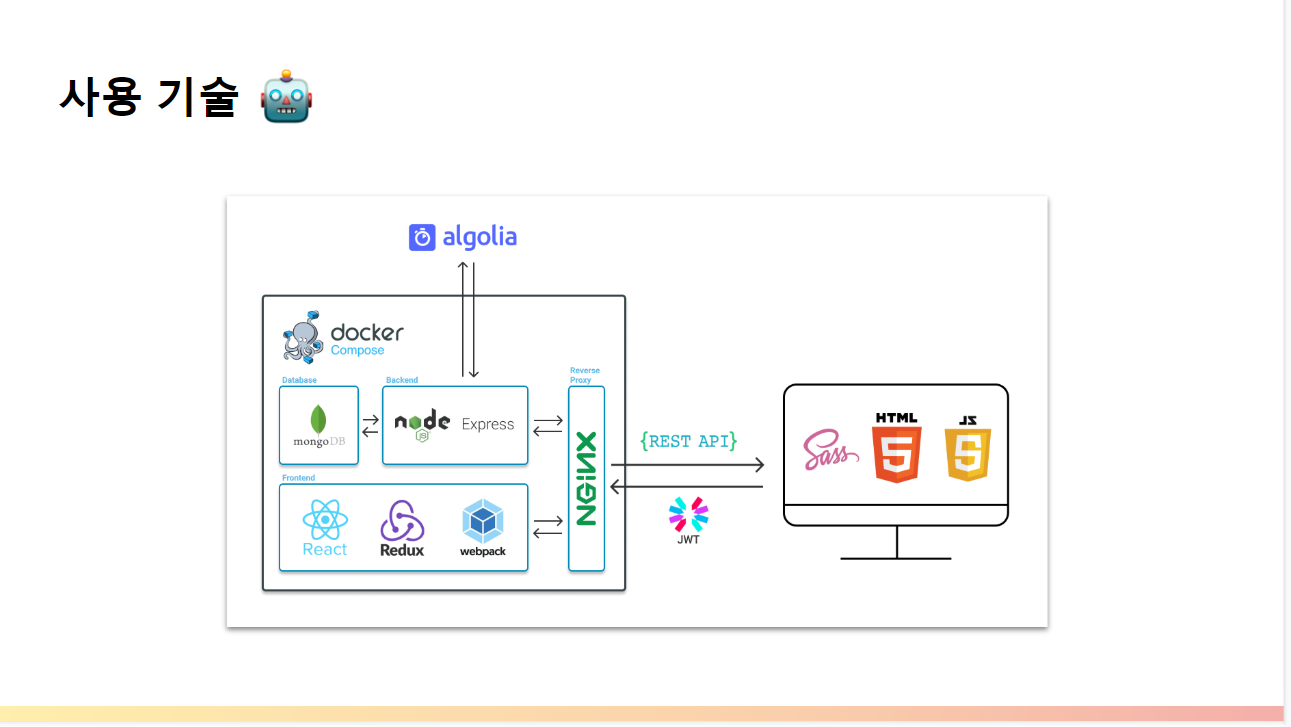 사용 기술 🤖
algolia
docker
Compose
Database
mongoDB
Backend
node
JS
Express
Reverse
Proxy
NGINX
Frontend
React
Redux
webpack
{REST API}
JWT
Sass
HTML
5
JS